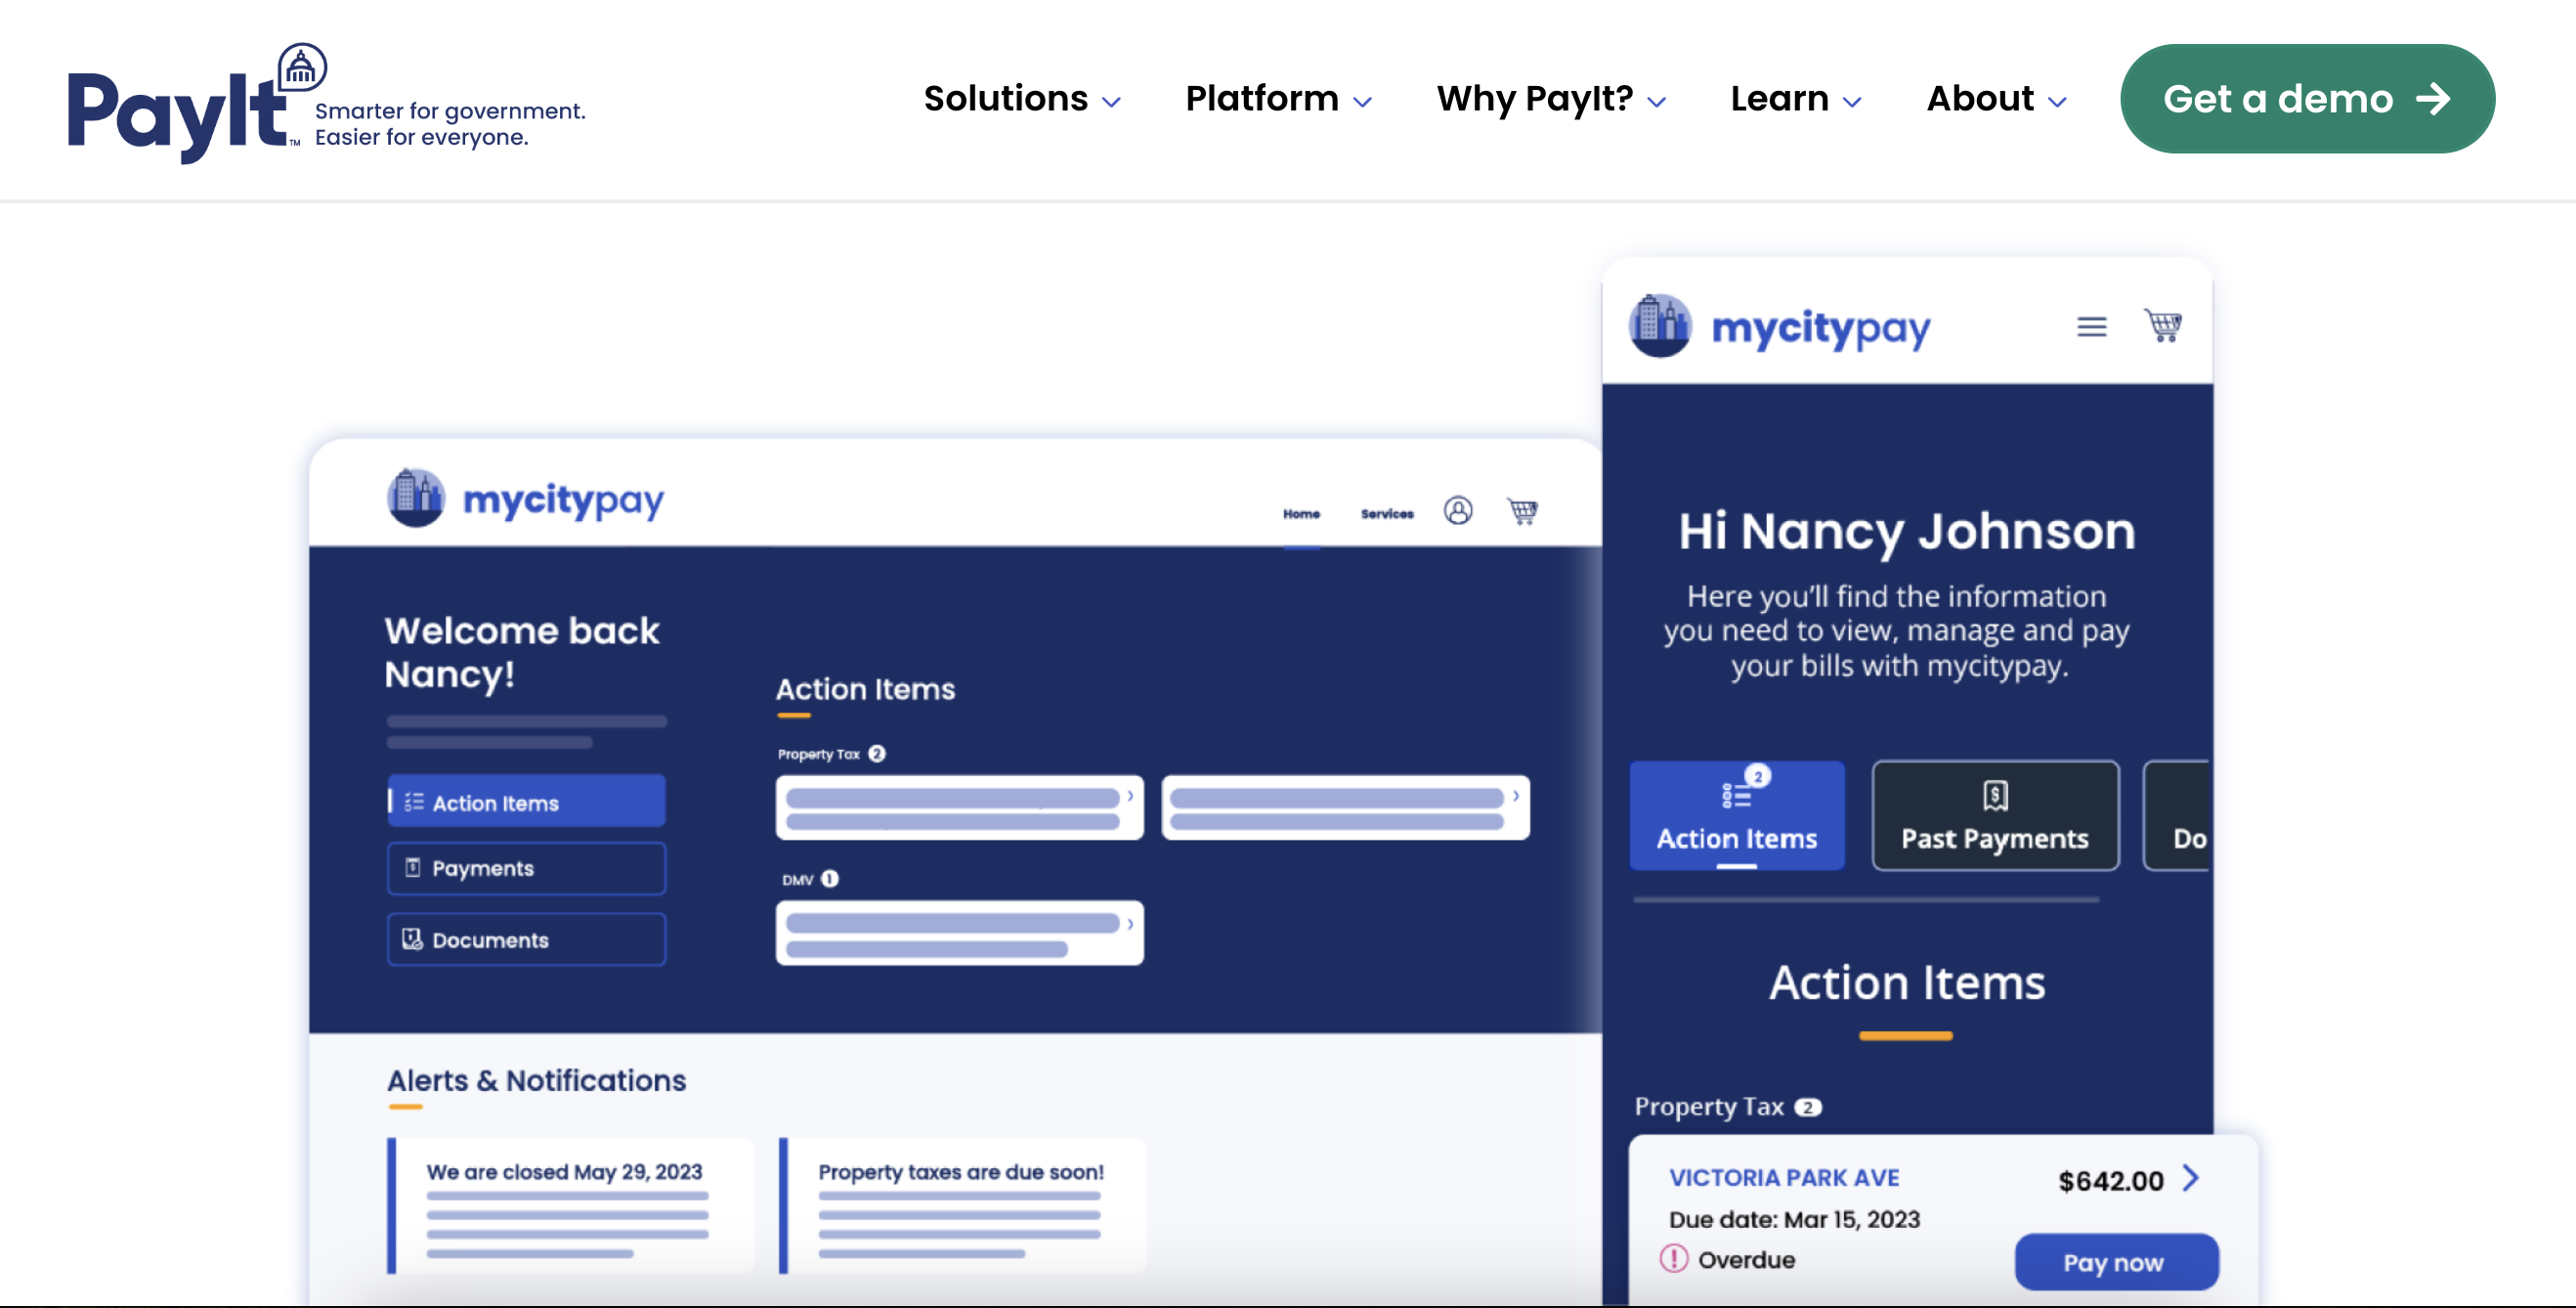 PayIt™
Smarter for government.
Easier for everyone.
Solutions
Platform
Why PayIt?
Learn
About
Get a demo
mycitypay
Home
Services
Welcome back
Nancy!
Action Items
Payments
Documents
Action Items
Property Tax 2
DMV 1
Alerts & Notifications
We are closed May 29, 2023
Property taxes are due soon!
mycitypay
Hi Nancy Johnson
Here you’ll find the information
you need to view, manage and pay
your bills with mycitypay.
2
Action Items
Past Payments
Do
Action Items
Property Tax 2
VICTORIA PARK AVE
$642.00
Due date: Mar 15, 2023
Overdue
Pay now